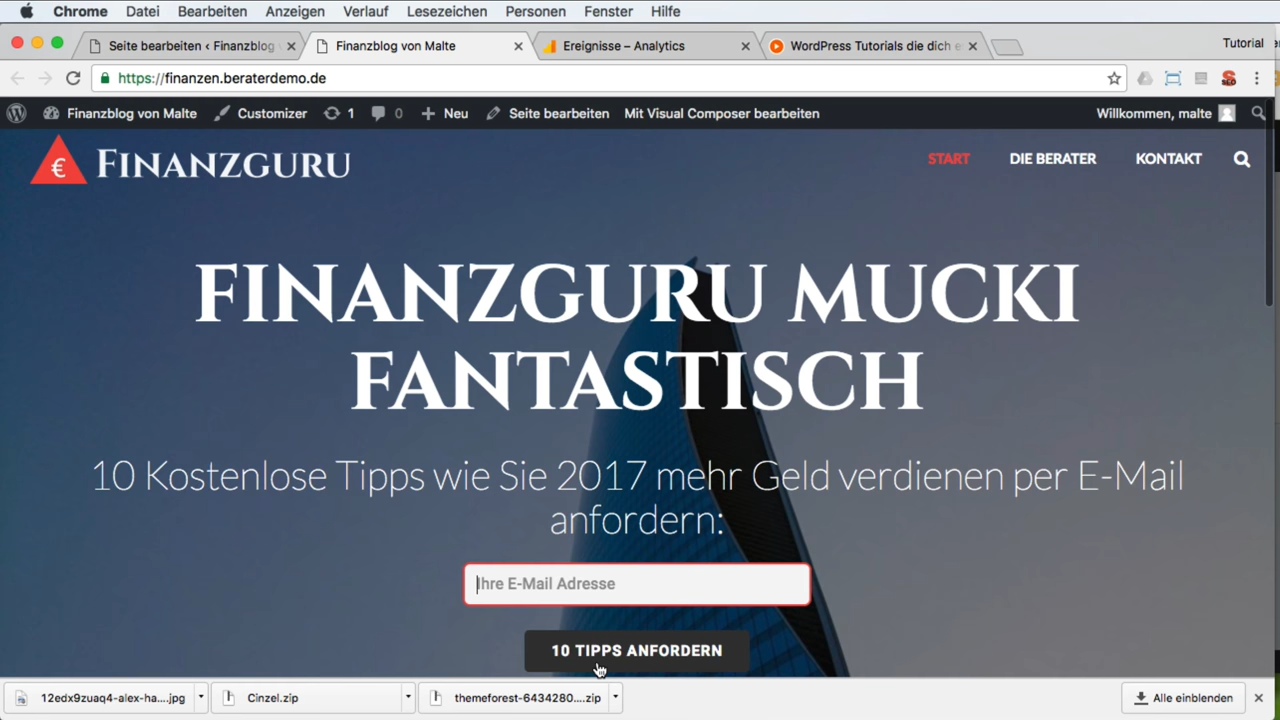 Chrome Datei Bearbeiten Anzeigen Verlauf Lesezeichen Personen Fenster Hilfe
Seite bearbeiten ‹ Finanzblog
Finanzblog von Malte
Ereignisse – Analytics
WordPress Tutorials die dich e
Tutorial
https://finanzen.beraterdemo.de
Finanzblog von Malte Customizer 1 0 Neu Seite bearbeiten Mit Visual Composer bearbeiten Willkommen, malte
€ FINANZGURU
START DIE BERATER KONTAKT
FINANZGURU MUCKI
FANTASTISCH
10 Kostenlose Tipps wie Sie 2017 mehr Geld verdienen per E-Mail
anfordern:
Ihre E-Mail Adresse
10 TIPPS ANFORDERN
12edx9zuaq4-alex-ha....jpg
Cinzel.zip
themeforest-6434280....zip
Alle einblenden